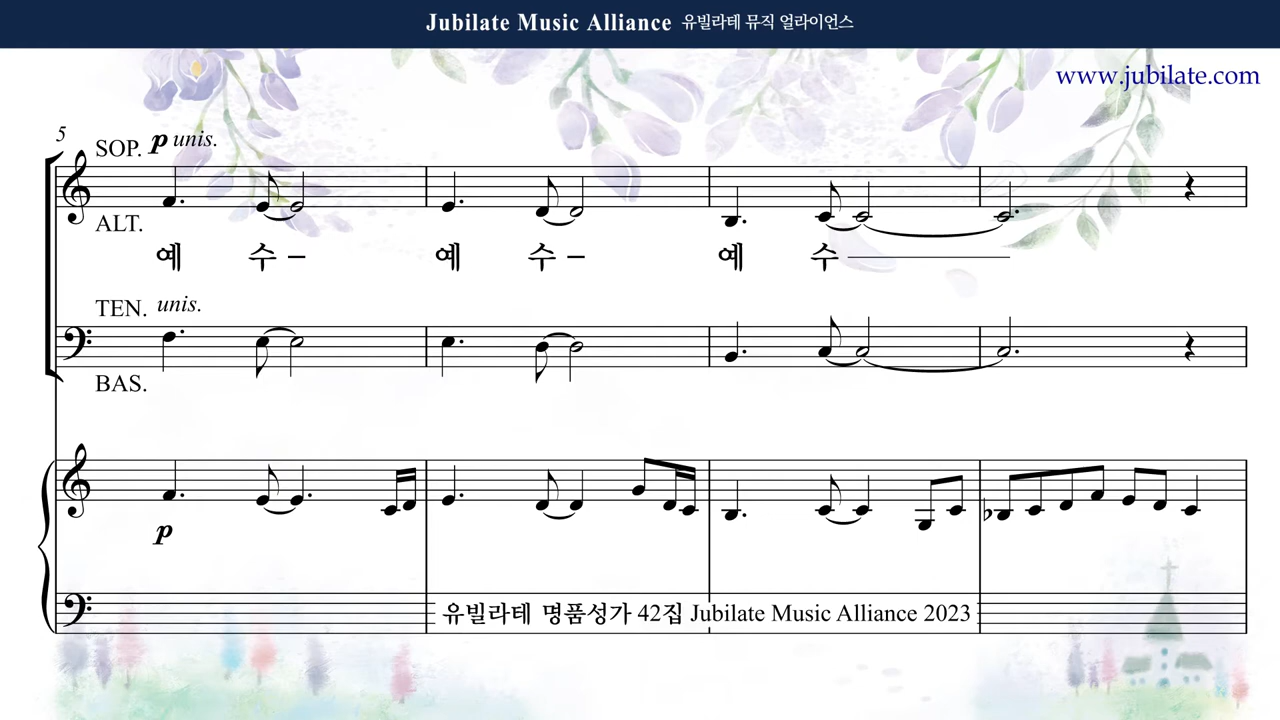 Jubilate Music Alliance 유빌라테 뮤직 얼라이언스
www.jubilate.com
5
SOP. p unis.
ALT.
예 수 – 예 수 – 예 수
TEN. unis.
BAS.
p
유빌라테 명품성가 42집 Jubilate Music Alliance 2023